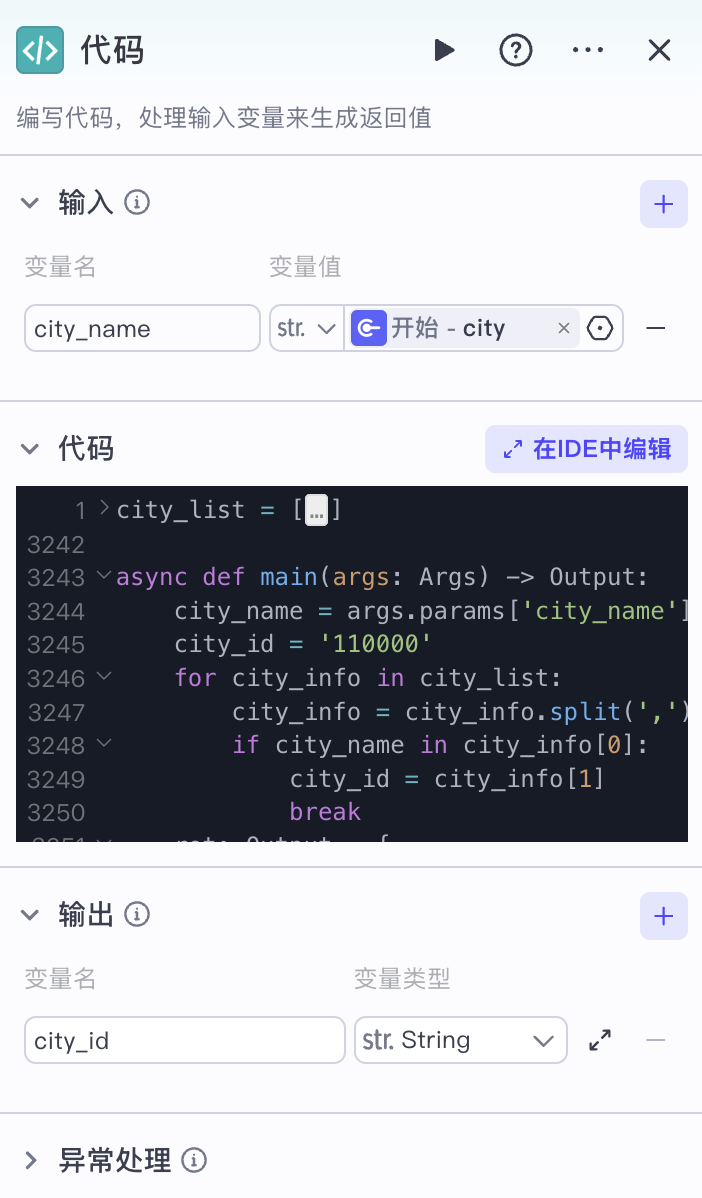 代码
编写代码，处理输入变量来生成返回值
输入
变量名 变量值
city_name str. 开始 - city
代码 在IDE中编辑
1 city_list = […]
3242
3243 async def main(args: Args) -> Output:
3244 city_name = args.params['city_name']
3245 city_id = '110000'
3246 for city_info in city_list:
3247 city_info = city_info.split(',')
3248 if city_name in city_info[0]:
3249 city_id = city_info[1]
3250 break
3251 ret: Output = {
输出
变量名 变量类型
city_id str. String
异常处理